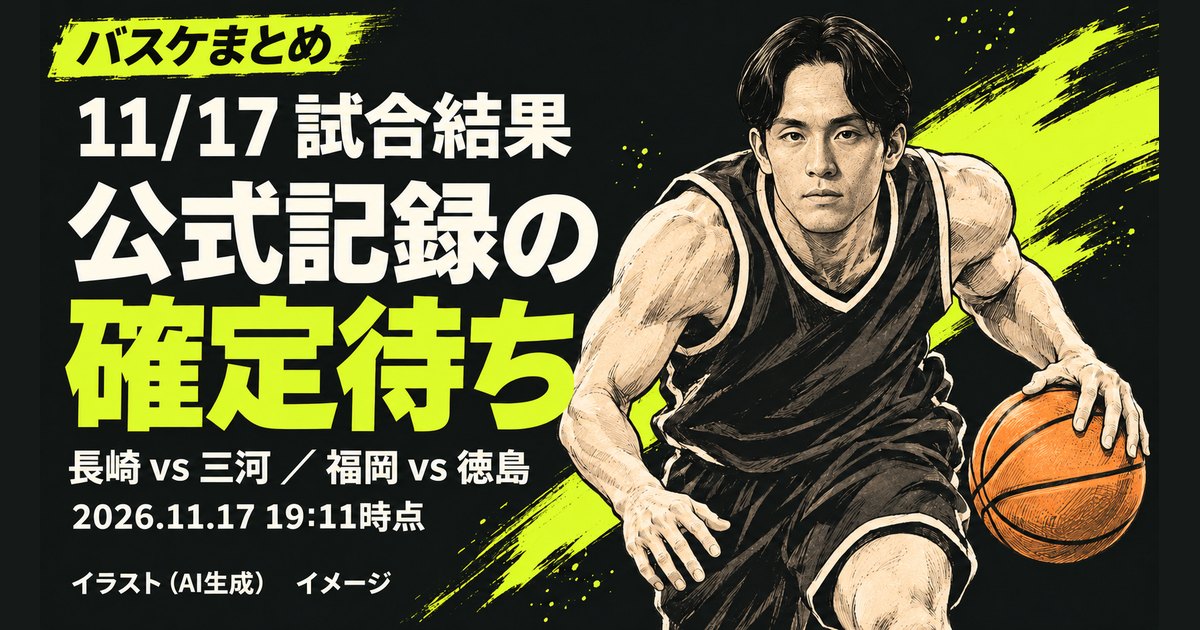 バスケまとめ
11/17 試合結果
公式記録の
確定待ち
長崎 vs 三河 ／ 福岡 vs 徳島
2026.11.17 19:11時点
イラスト（AI生成）　イメージ